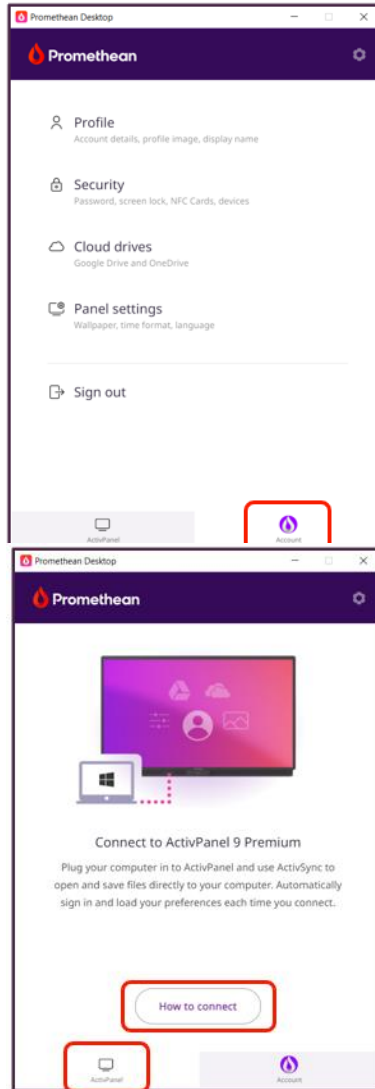 Promethean Desktop
Promethean
Profile
Account details, profile image, display name
Security
Password, screen lock, NFC Cards, devices
Cloud drives
Google Drive and OneDrive
Panel settings
Wallpaper, time format, language
Sign out
ActivPanel
Account
Promethean Desktop
Promethean
Connect to ActivPanel 9 Premium
Plug your computer in to ActivPanel and use ActivSync to
open and save files directly to your computer. Automatically
sign in and load your preferences each time you connect.
How to connect
ActivPanel
Account